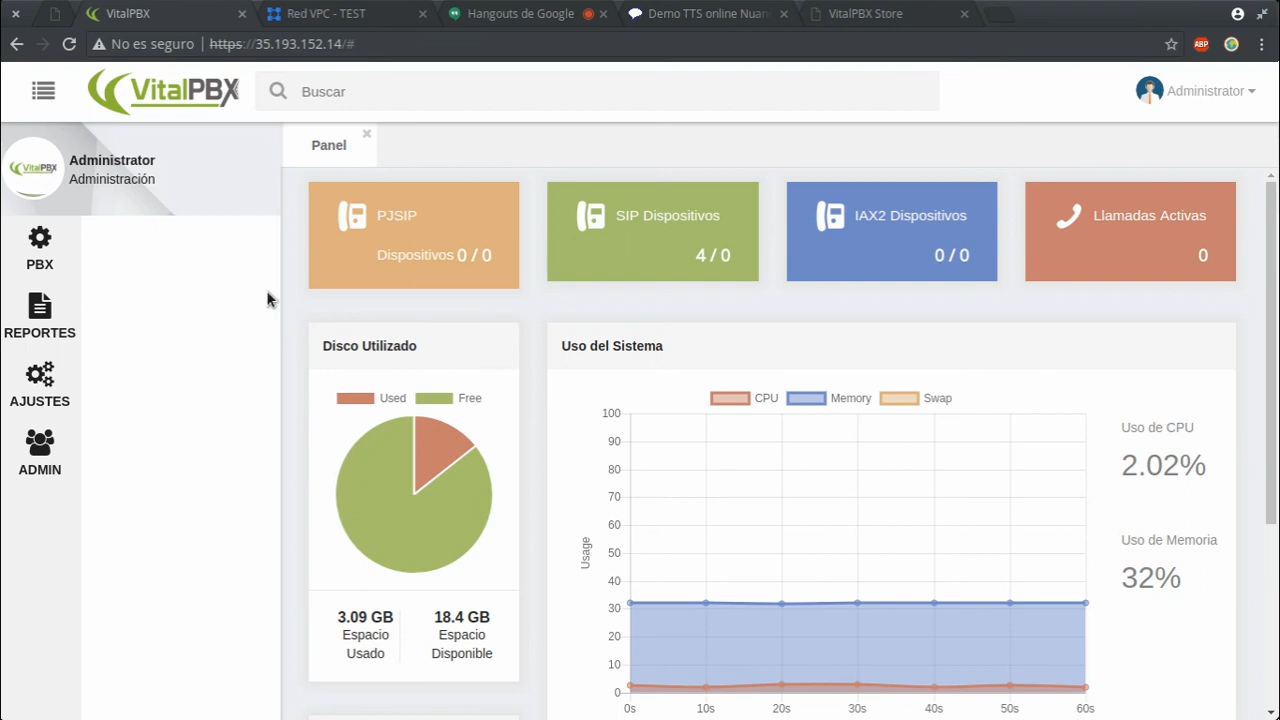 VitalPBX
Red VPC - TEST
Hangouts de Google
Demo TTS online Nuan
VitalPBX Store
No es seguro
https://35.193.152.14/#
ABP
VitalPBX
Buscar
Administrator
VitalPBX
Administrator
Administración
Panel
PBX
REPORTES
AJUSTES
ADMIN
PJSIP
Dispositivos 0 / 0
SIP Dispositivos
4 / 0
IAX2 Dispositivos
0 / 0
Llamadas Activas
0
Disco Utilizado
Used
Free
3.09 GB
Espacio
Usado
18.4 GB
Espacio
Disponible
Uso del Sistema
CPU
Memory
Swap
Usage
100
90
80
70
60
50
40
30
20
10
0
0s
10s
20s
30s
40s
50s
60s
Uso de CPU
2.02%
Uso de Memoria
32%